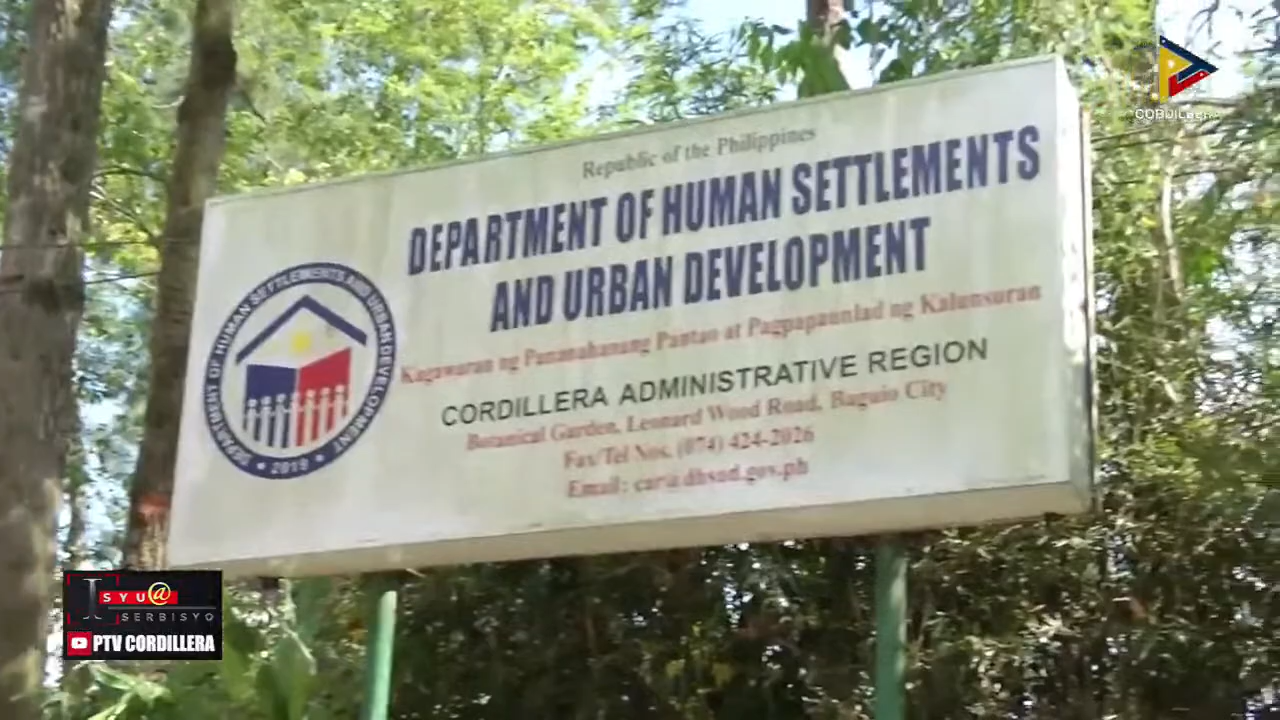 CORDILLERA
Republic of the Philippines
DEPARTMENT OF HUMAN SETTLEMENTS
AND URBAN DEVELOPMENT
Kagawaran ng Pananahanang Pantao at Pagpapaunlad ng Kalunsuran
CORDILLERA ADMINISTRATIVE REGION
Botanical Garden, Leonard Wood Road, Baguio City
Fax/Tel Nos. (074) 424-2026
Email: car@dhsud.gov.ph
DEPARTMENT OF HUMAN SETTLEMENTS AND URBAN DEVELOPMENT
2019
ISYU@
SERBISYO
PTV CORDILLERA